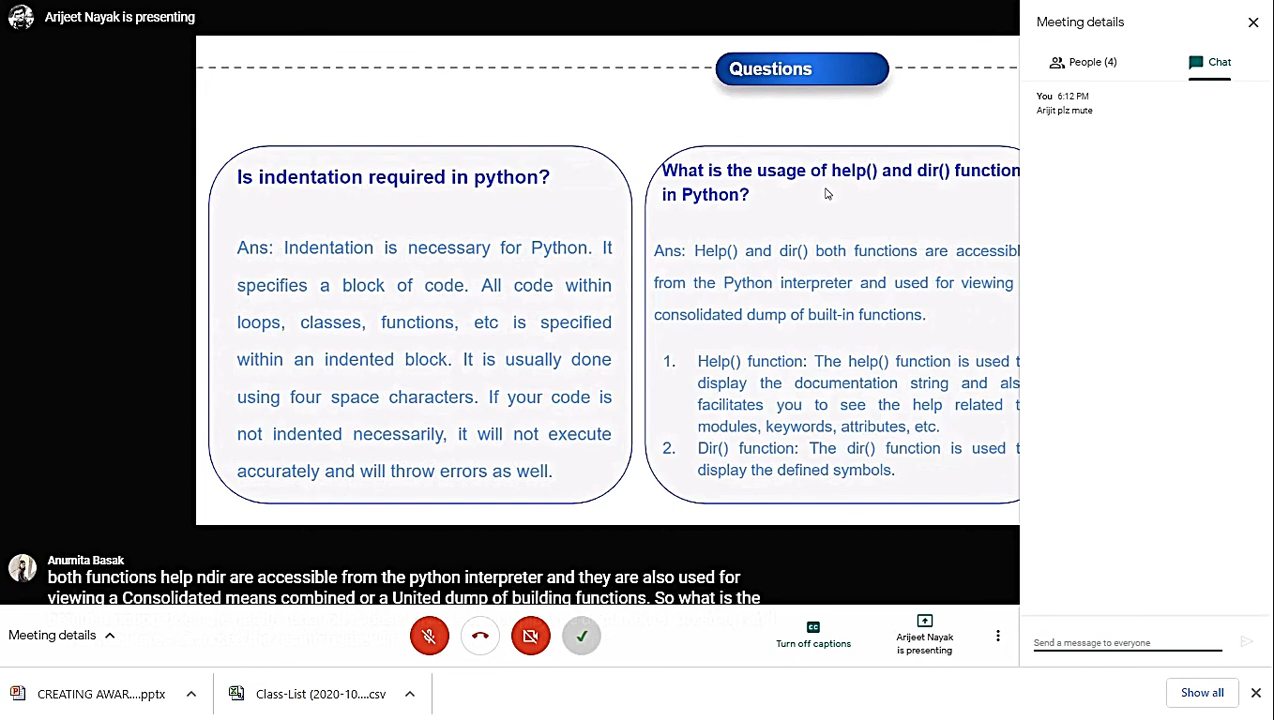 Arijeet Nayak is presenting
Questions
Is indentation required in python?
Ans: Indentation is necessary for Python. It
specifies a block of code. All code within
loops, classes, functions, etc is specified
within an indented block. It is usually done
using four space characters. If your code is
not indented necessarily, it will not execute
accurately and will throw errors as well.
What is the usage of help() and dir() function
in Python?
Ans: Help() and dir() both functions are
from the Python interpreter and used for viewing
consolidated dump of built-in functions.
1. Help() function: The help() function is used
display the documentation string and
facilitates you to see the help related
modules, keywords, attributes, etc.
2. Dir() function: The dir() function is used
display the defined symbols.
Meeting details
People (4)
Chat
You 6:12 PM
Arijit plz mute
Anumita Basak
both functions help ndir are accessible from the python interpreter and they are also used for
viewing a Consolidated means combined or a United dump of building functions. So what is the
Meeting details
Turn off captions
Arijeet Nayak
is presenting
Send a message to everyone
CREATING AWAR....pptx
Class-List (2020-10....csv
Show all